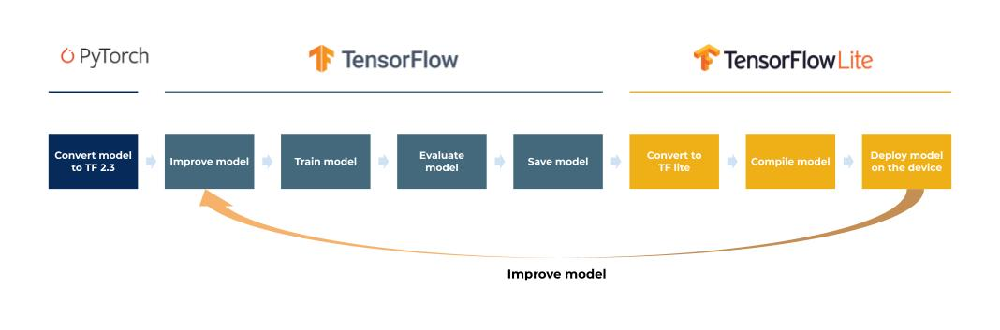 PyTorch
TensorFlow
TensorFlow Lite
Convert model
to TF 2.3
Improve model
Train model
Evaluate
model
Save model
Convert to
TF lite
Compile model
Deploy model
on the device
Improve model